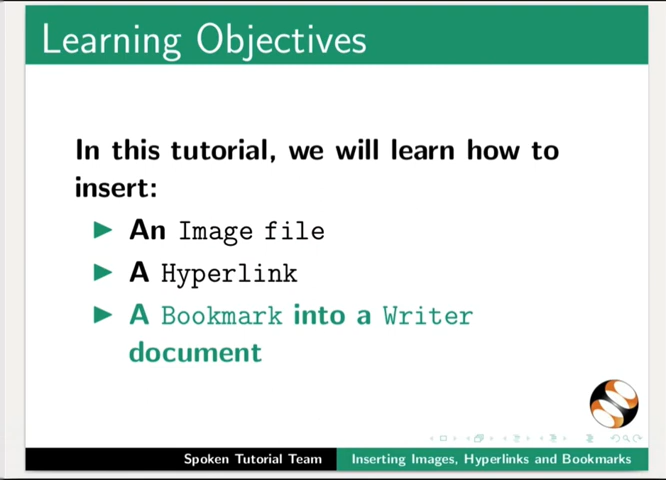 Learning Objectives
In this tutorial, we will learn how to
insert:
An Image file
A Hyperlink
A Bookmark into a Writer
document
Spoken Tutorial Team
Inserting Images, Hyperlinks and Bookmarks